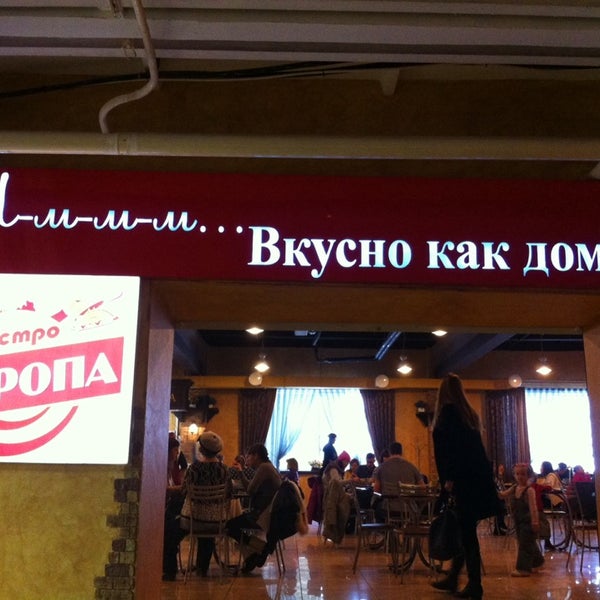 М-м-м-м...
Вкусно как дом
стро
РОПА